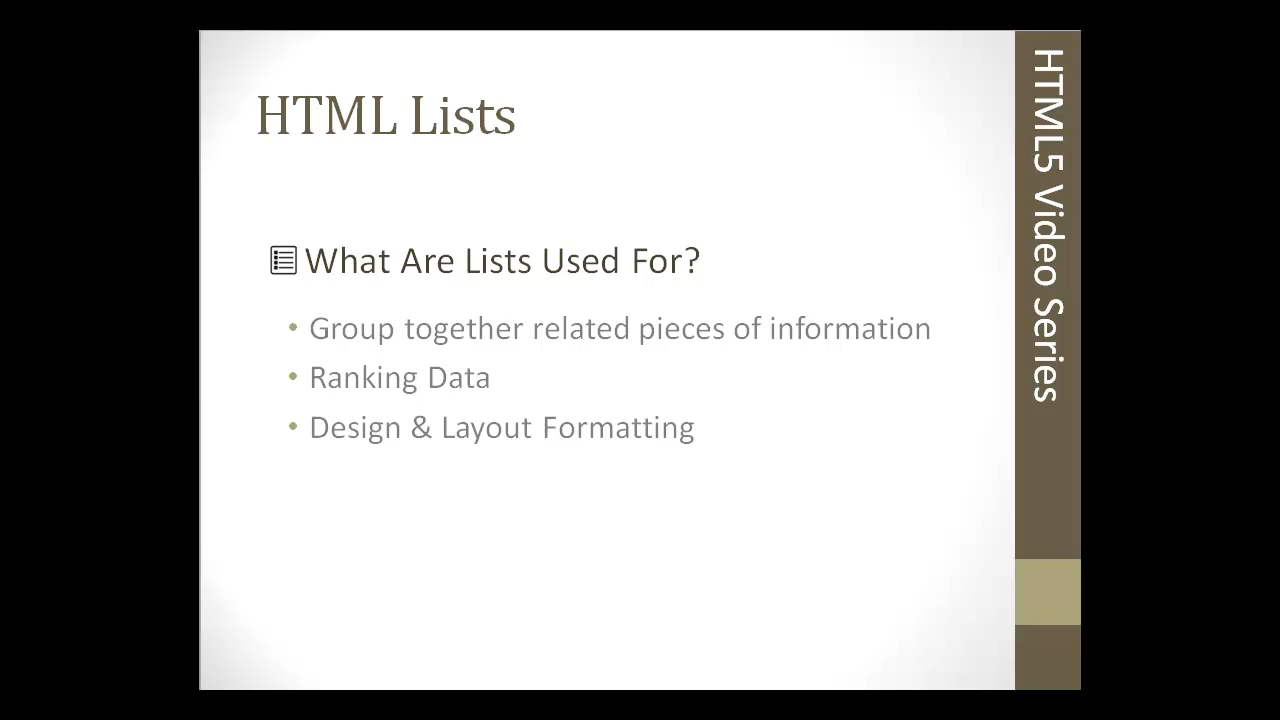 HTML Lists
What Are Lists Used For?
• Group together related pieces of information
• Ranking Data
• Design & Layout Formatting
HTML5 Video Series